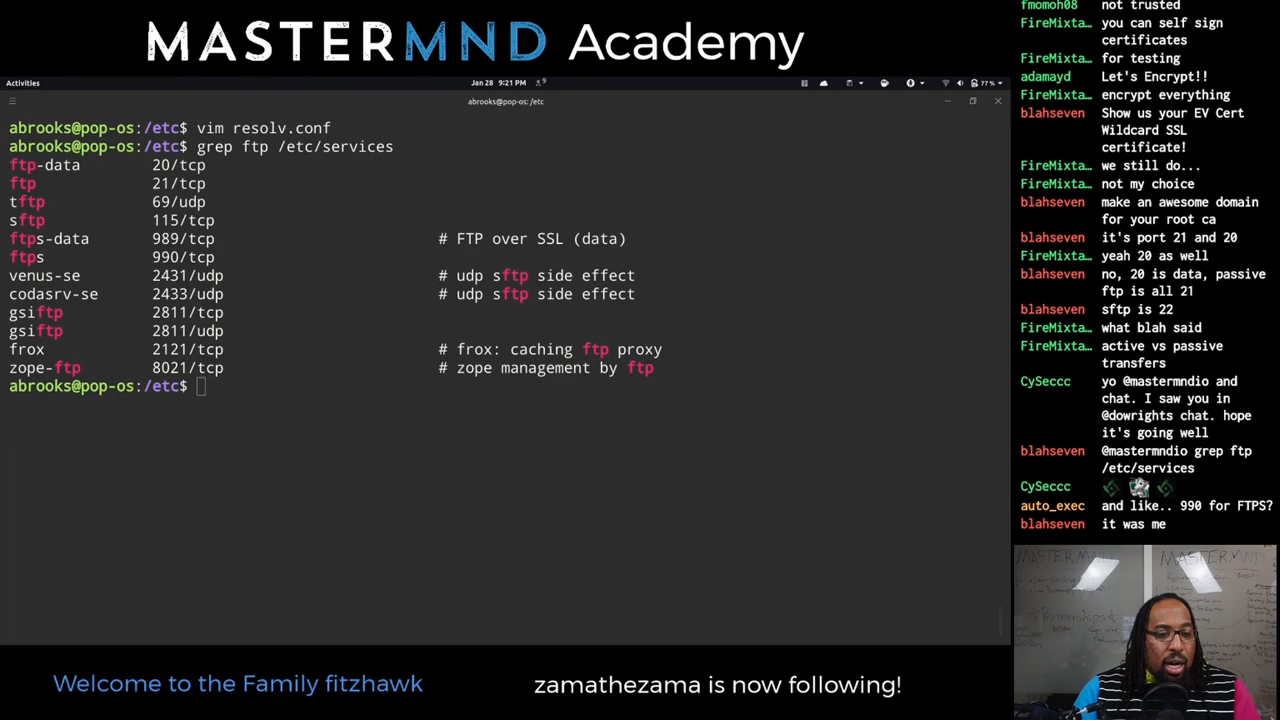 MASTERMND Academy
Activities
Jan 28 9:21 PM
9
77 %
abrooks@pop-os: /etc
abrooks@pop-os:/etc$ vim resolv.conf
abrooks@pop-os:/etc$ grep ftp /etc/services
ftp-data 20/tcp
ftp 21/tcp
tftp 69/udp
sftp 115/tcp
ftps-data 989/tcp # FTP over SSL (data)
ftps 990/tcp
venus-se 2431/udp # udp sftp side effect
codasrv-se 2433/udp # udp sftp side effect
gsiftp 2811/tcp
gsiftp 2811/udp
frox 2121/tcp # frox: caching ftp proxy
zope-ftp 8021/tcp # zope management by ftp
abrooks@pop-os:/etc$
fmomoh08 not trusted
FireMixta… you can self sign
certificates
FireMixta… for testing
adamayd Let's Encrypt!!
FireMixta… encrypt everything
blahseven Show us your EV Cert
Wildcard SSL
certificate!
FireMixta… we still do...
FireMixta… not my choice
blahseven make an awesome domain
for your root ca
blahseven it's port 21 and 20
FireMixta… yeah 20 as well
blahseven no, 20 is data, passive
ftp is all 21
blahseven sftp is 22
FireMixta… what blah said
FireMixta… active vs passive
transfers
CySeccc yo @mastermndio and
chat. I saw you in
@dowrights chat. hope
it's going well
blahseven @mastermndio grep ftp
/etc/services
CySeccc
auto_exec and like.. 990 for FTPS?
blahseven it was me
MASTERMND
MASTERMND
Welcome to the Family fitzhawk
zamathezama is now following!